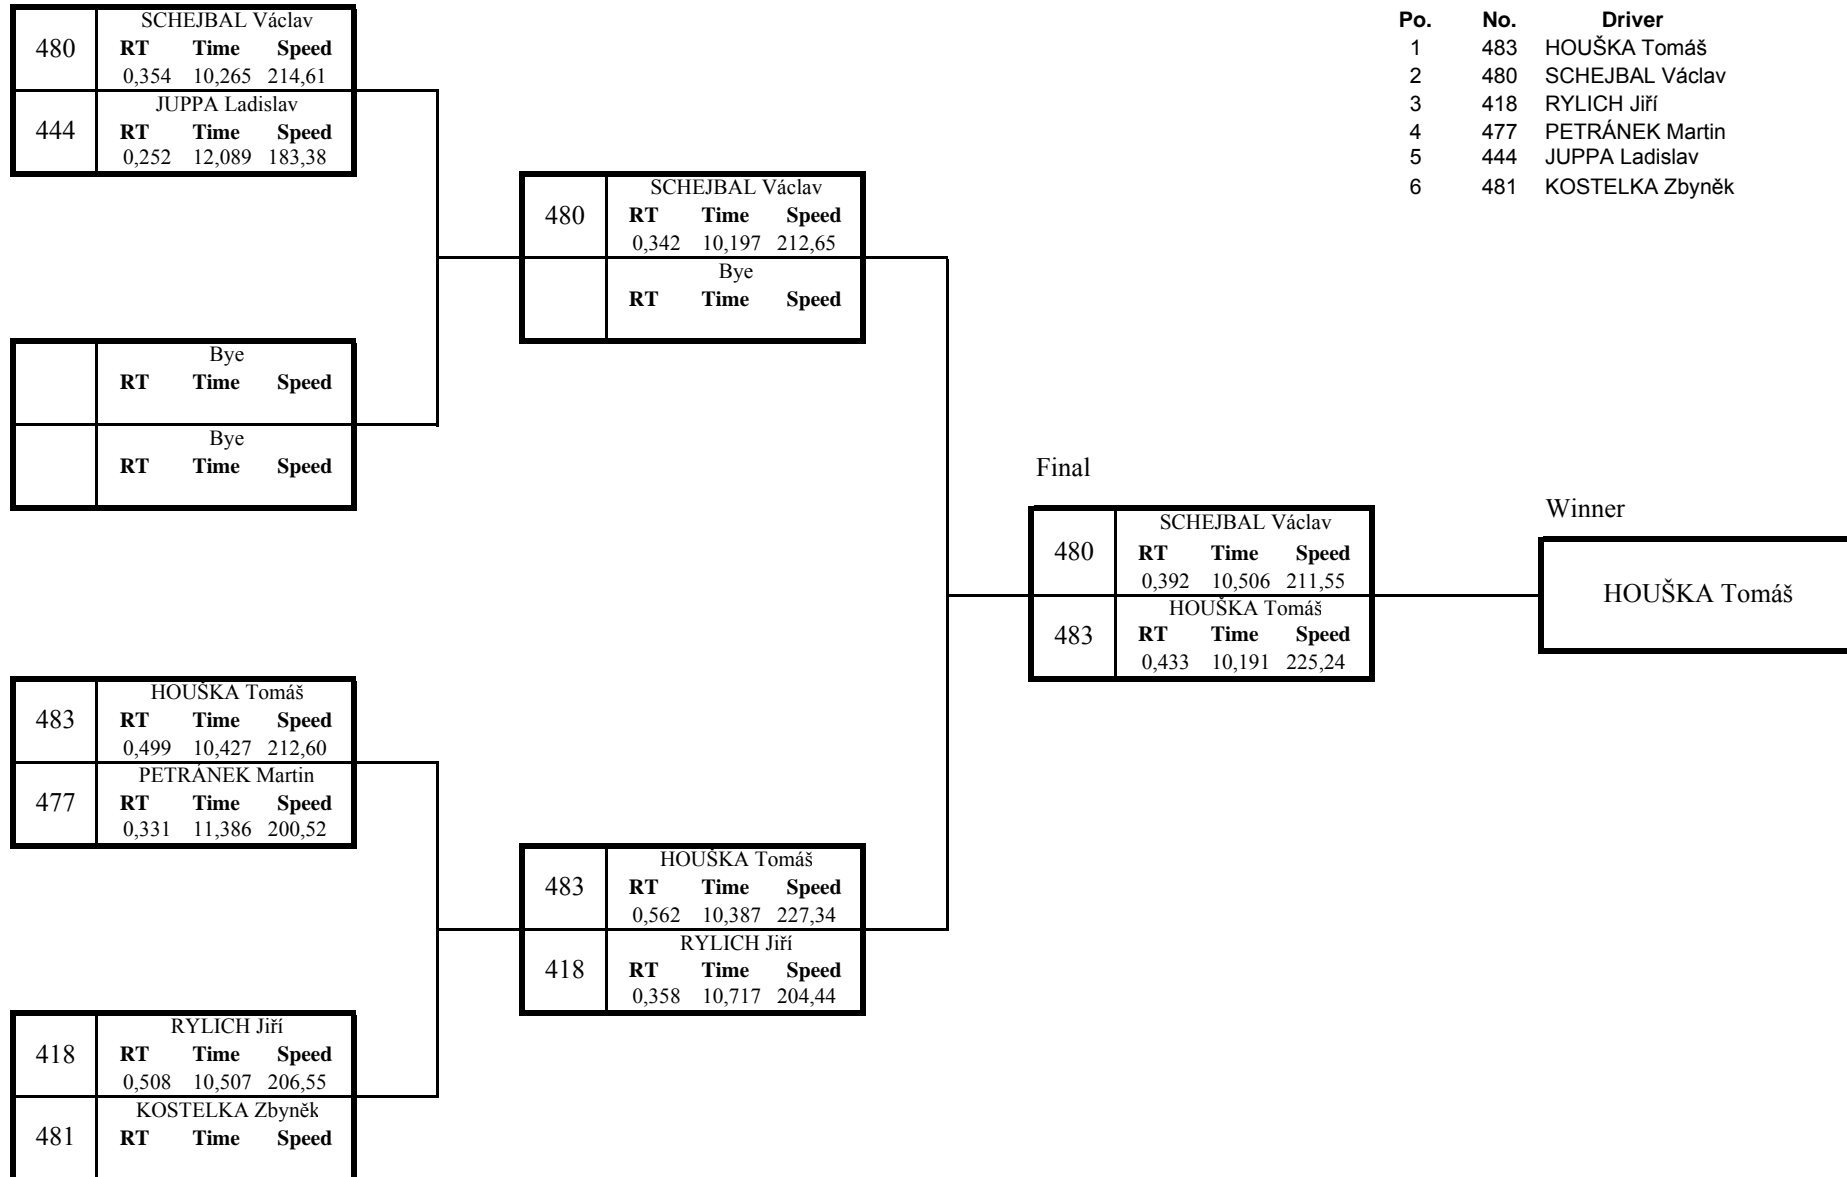 SCHEJBAL Václav
480
RT Time Speed
0,354 10,265 214,61
JUPPA Ladislav
444
RT Time Speed
0,252 12,089 183,38
Bye
RT Time Speed
Bye
RT Time Speed
HOUŠKA Tomáš
483
RT Time Speed
0,499 10,427 212,60
PETRÁNEK Martin
477
RT Time Speed
0,331 11,386 200,52
RYLICH Jiří
418
RT Time Speed
0,508 10,507 206,55
KOSTELKA Zbyněk
481
RT Time Speed
SCHEJBAL Václav
480
RT Time Speed
0,342 10,197 212,65
Bye
RT Time Speed
HOUŠKA Tomáš
483
RT Time Speed
0,562 10,387 227,34
RYLICH Jiří
418
RT Time Speed
0,358 10,717 204,44
Final
SCHEJBAL Václav
480
RT Time Speed
0,392 10,506 211,55
HOUŠKA Tomáš
483
RT Time Speed
0,433 10,191 225,24
Winner
HOUŠKA Tomáš
Po. No. Driver
1 483 HOUŠKA Tomáš
2 480 SCHEJBAL Václav
3 418 RYLICH Jiří
4 477 PETRÁNEK Martin
5 444 JUPPA Ladislav
6 481 KOSTELKA Zbyněk